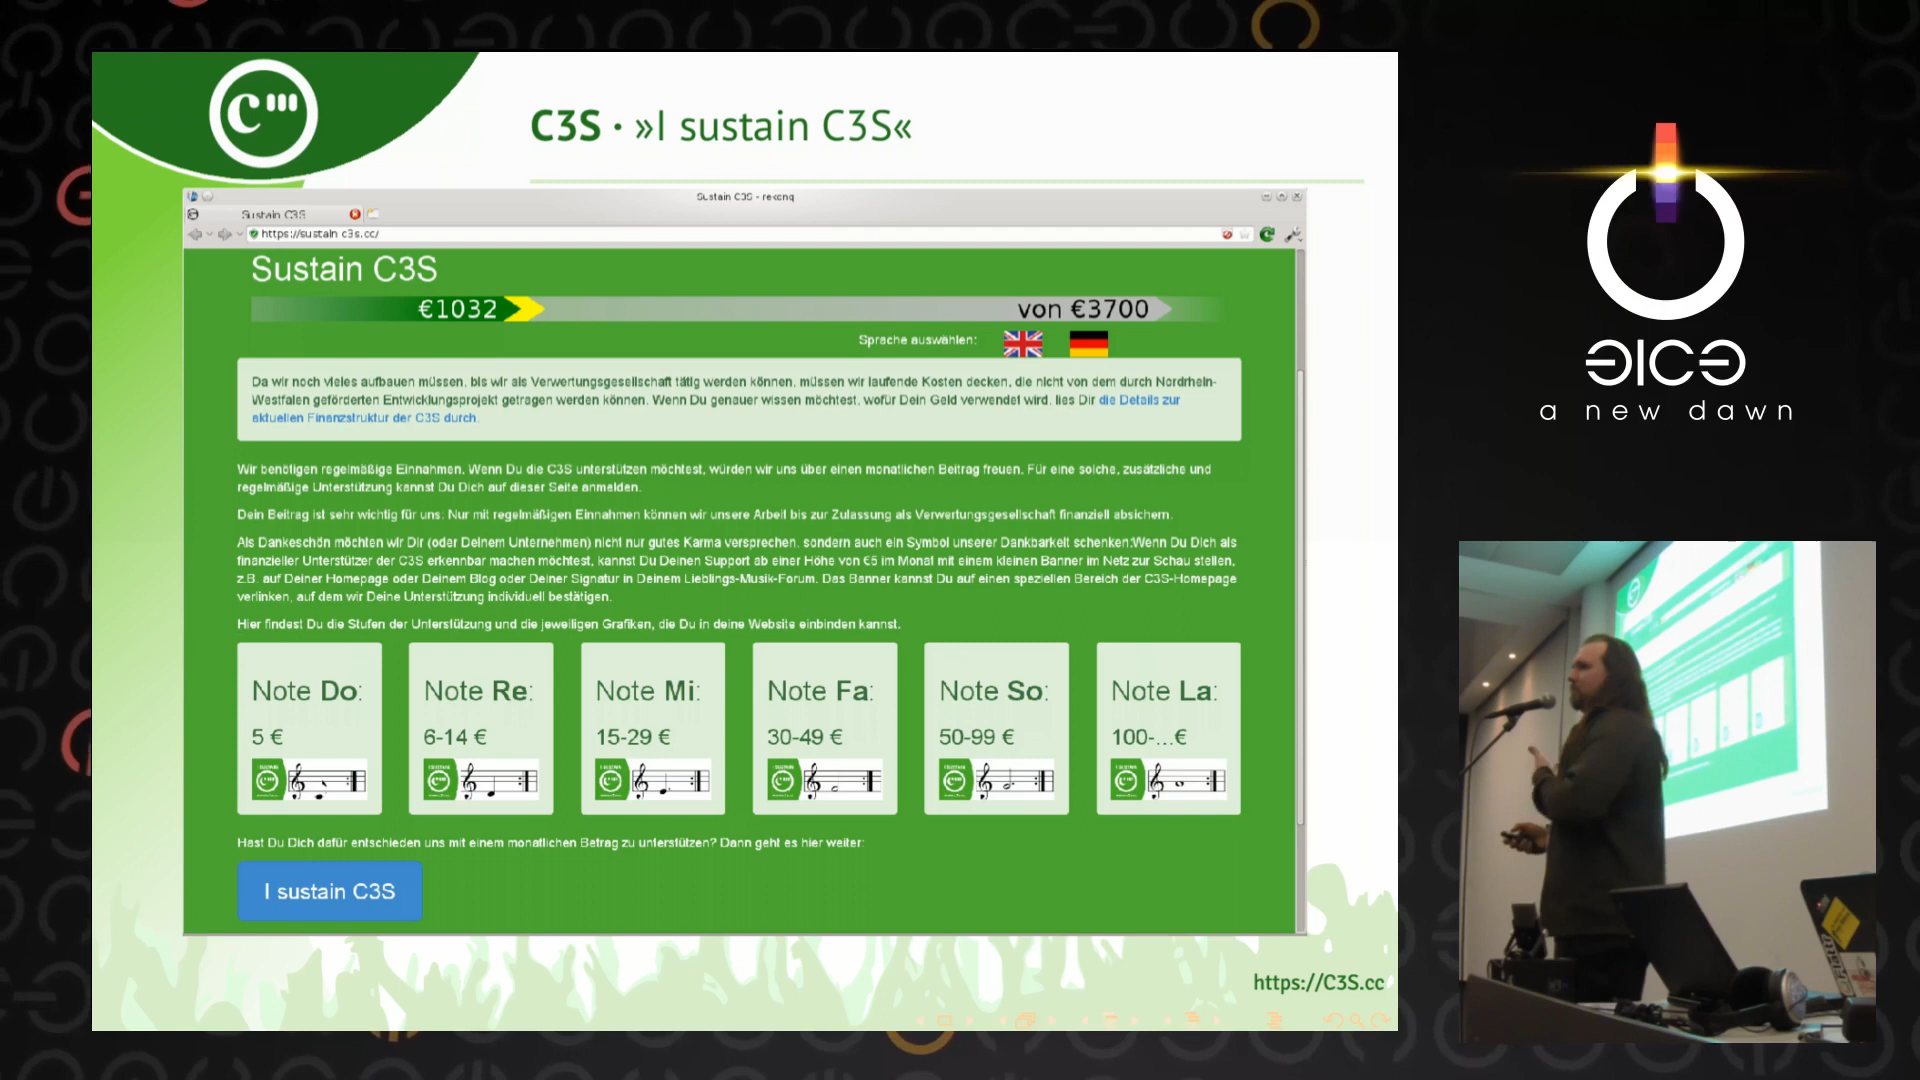 C3S · »I sustain C3S«
Sustain C3S - rekonq
Sustain C3S
https://sustain.c3s.cc/
Sustain C3S
€1032
von €3700
Sprache auswählen:
Da wir noch vieles aufbauen müssen, bis wir als Verwertungsgesellschaft tätig werden können, müssen wir laufende Kosten decken, die nicht von dem durch Nordrhein-
Westfalen geförderten Entwicklungsprojekt getragen werden können. Wenn Du genauer wissen möchtest, wofür Dein Geld verwendet wird, lies Dir die Details zur
aktuellen Finanzstruktur der C3S durch.
Wir benötigen regelmäßige Einnahmen. Wenn Du die C3S unterstützen möchtest, würden wir uns über einen monatlichen Beitrag freuen. Für eine solche, zusätzliche und
regelmäßige Unterstützung kannst Du Dich auf dieser Seite anmelden.
Dein Beitrag ist sehr wichtig für uns: Nur mit regelmäßigen Einnahmen können wir unsere Arbeit bis zur Zulassung als Verwertungsgesellschaft finanziell absichern.
Als Dankeschön möchten wir Dir (oder Deinem Unternehmen) nicht nur gutes Karma versprechen, sondern auch ein Symbol unserer Dankbarkeit schenken:Wenn Du Dich als
finanzieller Unterstützer der C3S erkennbar machen möchtest, kannst Du Deinen Support ab einer Höhe von €5 im Monat mit einem kleinen Banner im Netz zur Schau stellen,
z.B. auf Deiner Homepage oder Deinem Blog oder Deiner Signatur in Deinem Lieblings-Musik-Forum. Das Banner kannst Du auf einen speziellen Bereich der C3S-Homepage
verlinken, auf dem wir Deine Unterstützung individuell bestätigen.
Hier findest Du die Stufen der Unterstützung und die jeweiligen Grafiken, die Du in deine Website einbinden kannst.
Note Do:
5 €
Note Re:
6-14 €
Note Mi:
15-29 €
Note Fa:
30-49 €
Note So:
50-99 €
Note La:
100-...€
Hast Du Dich dafür entschieden uns mit einem monatlichen Betrag zu unterstützen? Dann geht es hier weiter:
I sustain C3S
https://C3S.cc
a new dawn